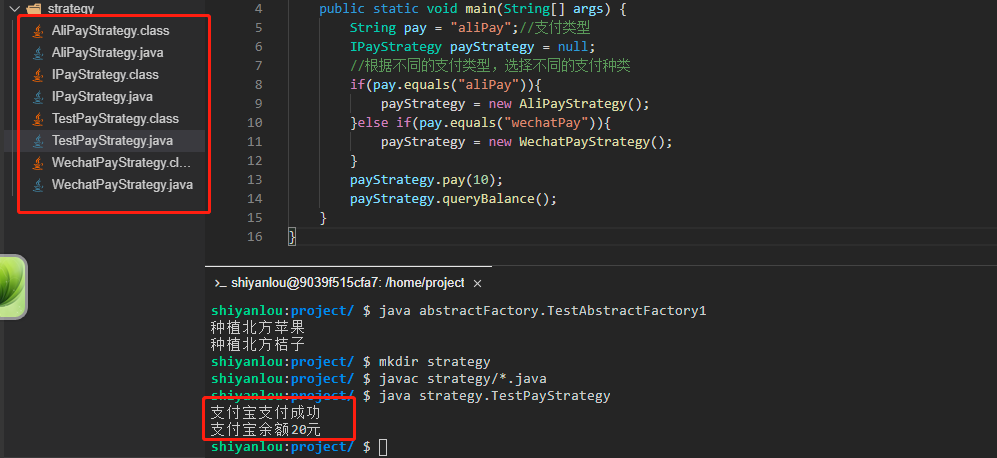 strategy
AliPayStrategy.class
AliPayStrategy.java
IPayStrategy.class
IPayStrategy.java
TestPayStrategy.class
TestPayStrategy.java
WechatPayStrategy.cl...
WechatPayStrategy.java
4 public static void main(String[] args) {
5 String pay = "aliPay";//支付类型
6 IPayStrategy payStrategy = null;
7 //根据不同的支付类型，选择不同的支付种类
8 if(pay.equals("aliPay")){
9 payStrategy = new AliPayStrategy();
10 }else if(pay.equals("wechatPay")){
11 payStrategy = new WechatPayStrategy();
12 }
13 payStrategy.pay(10);
14 payStrategy.queryBalance();
15 }
16 }
shiyanlou@9039f515cfa7: /home/project ×
shiyanlou:project/ $ java abstractFactory.TestAbstractFactory1
种植北方苹果
种植北方桔子
shiyanlou:project/ $ mkdir strategy
shiyanlou:project/ $ javac strategy/*.java
shiyanlou:project/ $ java strategy.TestPayStrategy
支付宝支付成功
支付宝余额20元
shiyanlou:project/ $